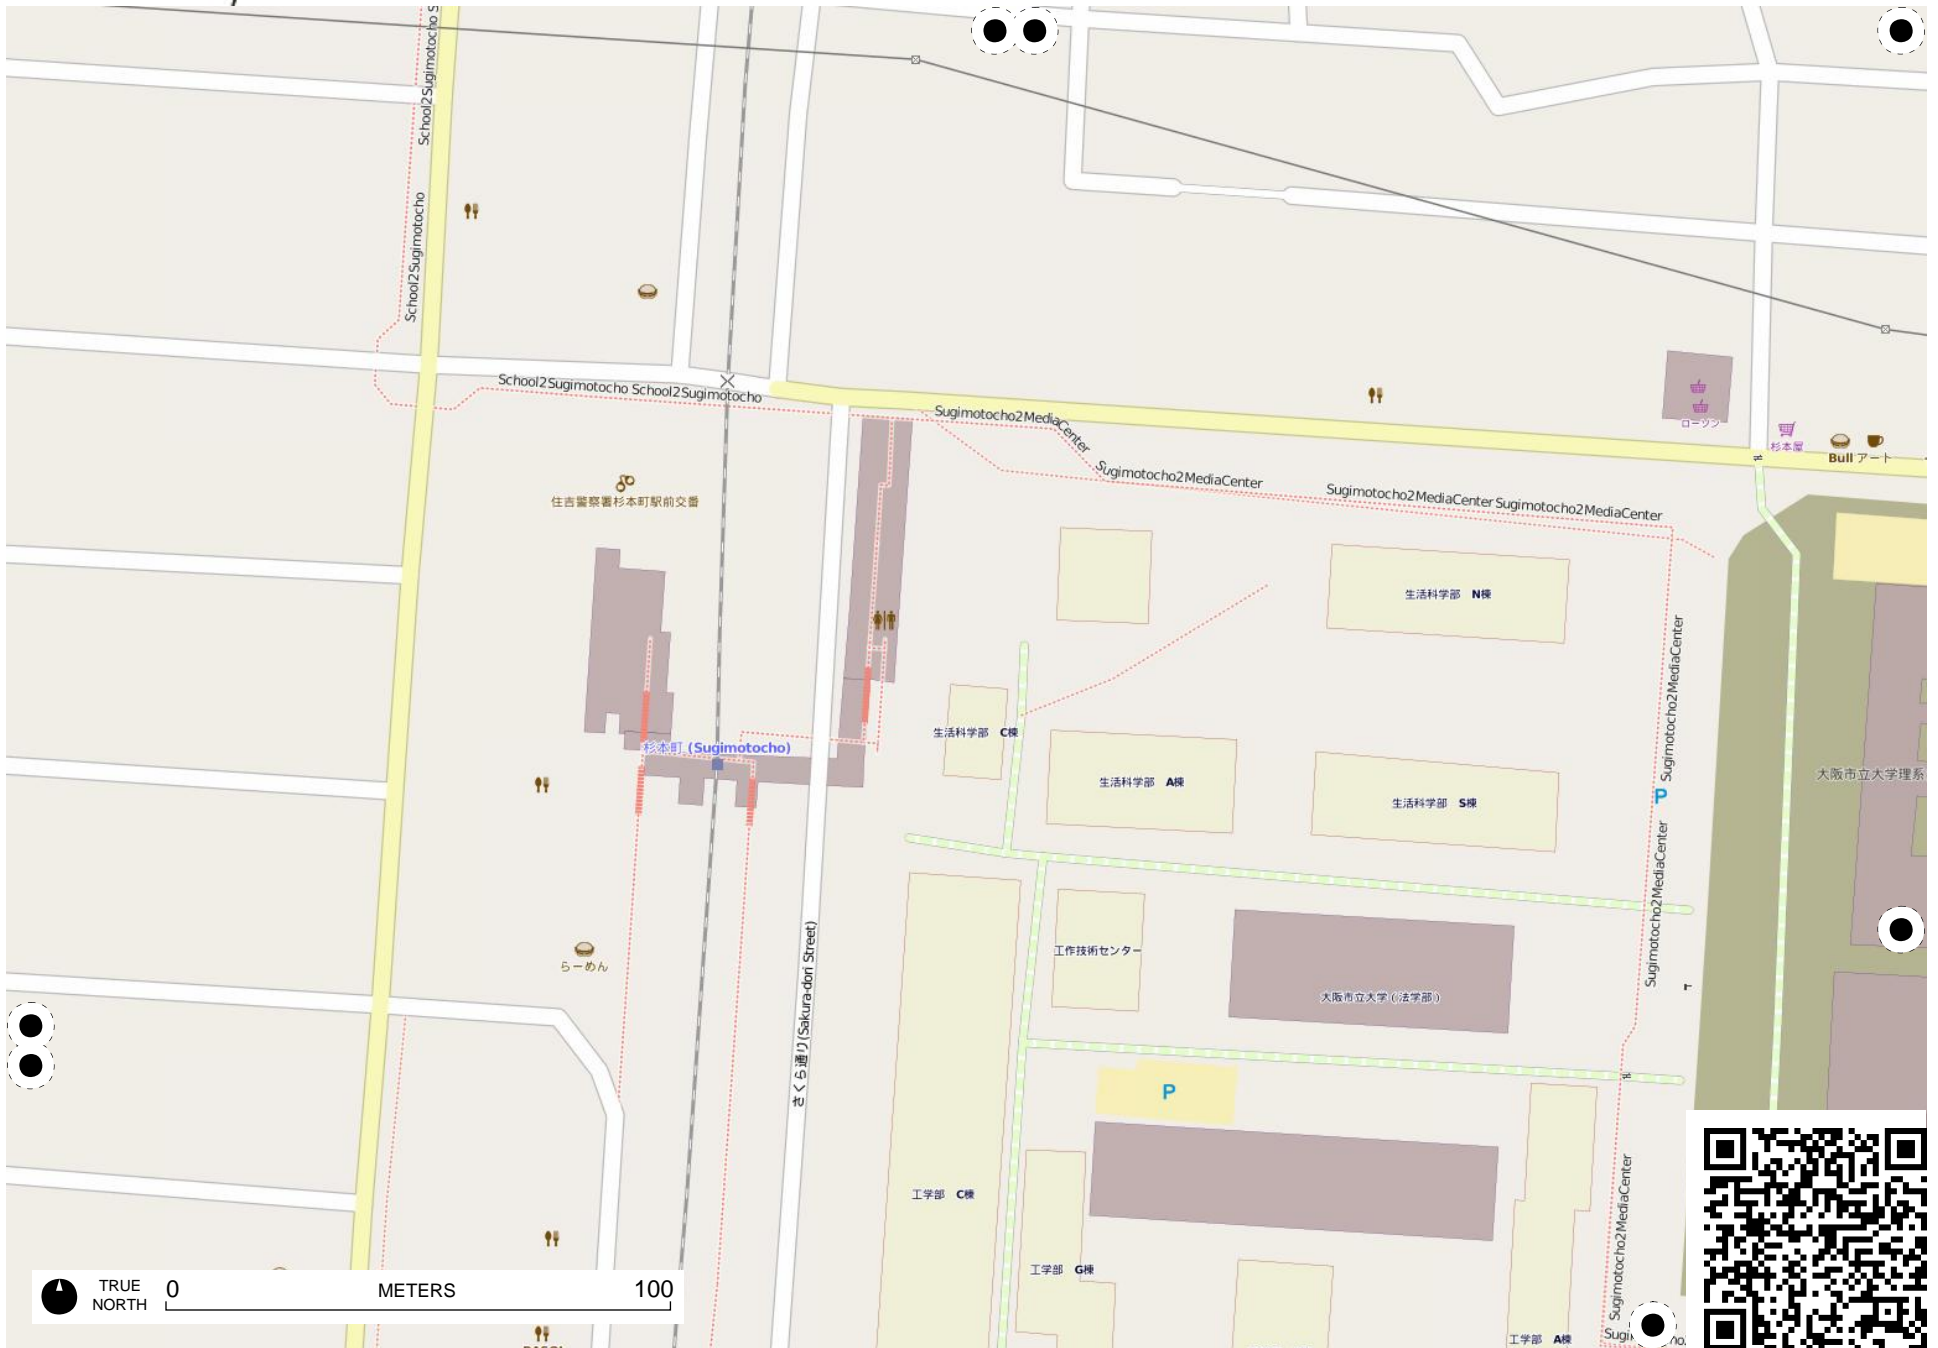 School2Sugimotocho
School2Sugimotocho
School2Sugimotocho School2Sugimotocho
Sugimotocho2MediaCenter
Sugimotocho2MediaCenter
Sugimotocho2MediaCenter Sugimotocho2MediaCenter
ローソン
杉本屋
Bull アート
住吉警察署杉本町駅前交番
生活科学部 N棟
Sugimotocho2MediaCenter
生活科学部 C棟
杉本町 (Sugimotocho)
生活科学部 A棟
生活科学部 S棟
大阪市立大学理系
P
Sugimotocho2MediaCenter
工作技術センター
らーめん
大阪市立大学 (法学部)
さくら通り(Sakura-dori Street)
P
工学部 C棟
Sugimotocho2MediaCenter
工学部 G棟
TRUE NORTH
0 METERS 100
工学部 A棟